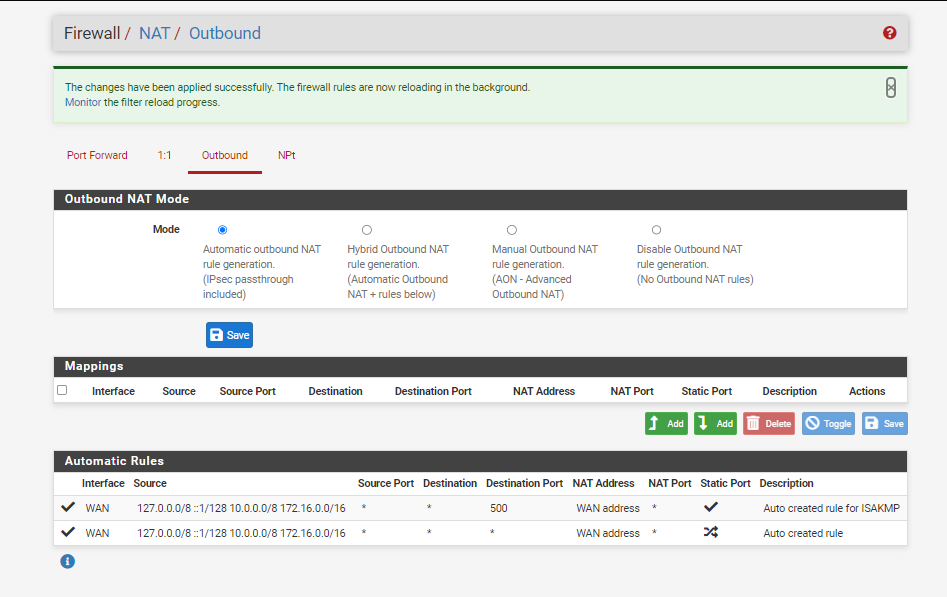 Firewall / NAT / Outbound
The changes have been applied successfully. The firewall rules are now reloading in the background.
Monitor the filter reload progress.
Port Forward 1:1 Outbound NPt
Outbound NAT Mode
Mode
Automatic outbound NAT
rule generation.
(IPsec passthrough
included)
Hybrid Outbound NAT
rule generation.
(Automatic Outbound
NAT + rules below)
Manual Outbound NAT
rule generation.
(AON - Advanced
Outbound NAT)
Disable Outbound NAT
rule generation.
(No Outbound NAT rules)
Save
Mappings
Interface Source Source Port Destination Destination Port NAT Address NAT Port Static Port Description Actions
Add Add Delete Toggle Save
Automatic Rules
Interface Source Source Port Destination Destination Port NAT Address NAT Port Static Port Description
WAN 127.0.0.0/8 ::1/128 10.0.0.0/8 172.16.0.0/16 * * 500 WAN address * Auto created rule for ISAKMP
WAN 127.0.0.0/8 ::1/128 10.0.0.0/8 172.16.0.0/16 * * * WAN address * Auto created rule